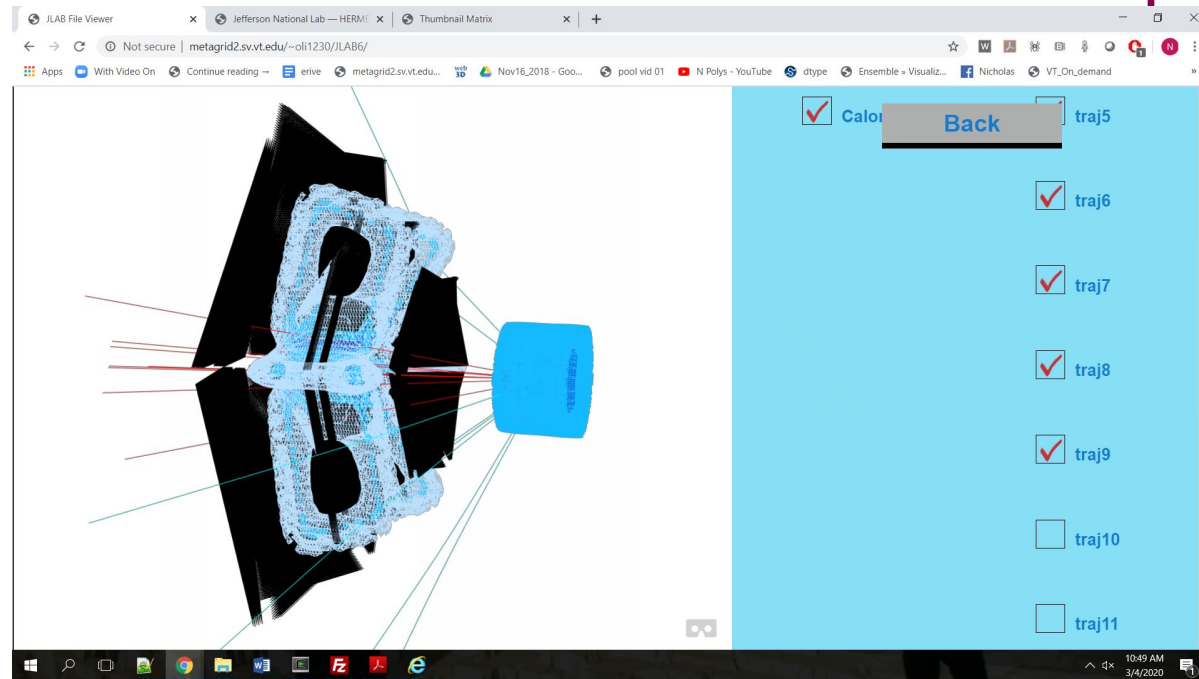 JLAB File Viewer
Jefferson National Lab — HERME
Thumbnail Matrix
Not secure | metagrid2.sv.vt.edu/~oli1230/JLAB6/
Apps With Video On Continue reading → erive metagrid2.sv.vt.edu... web 3D Nov16_2018 - Goo... pool vid 01 N Polys - YouTube dtype Ensemble » Visualiz... Nicholas VT_On_demand »
Calor
Back
traj5
traj6
traj7
traj8
traj9
traj10
traj11
10:49 AM
3/4/2020